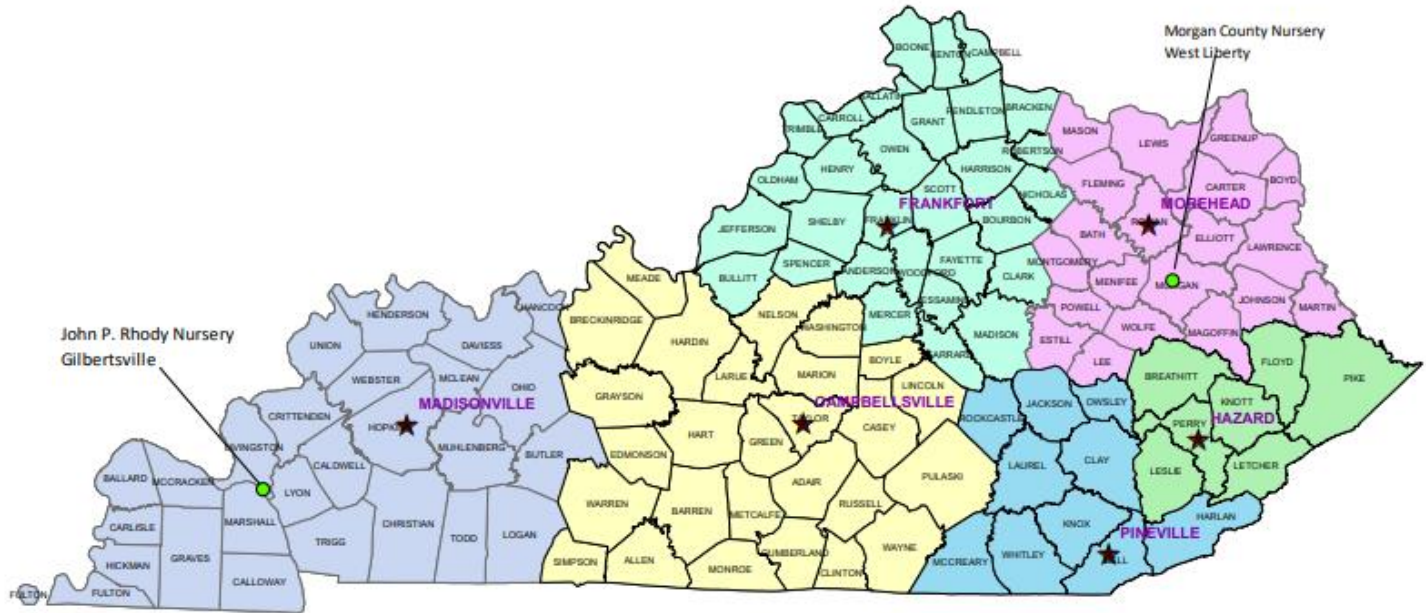 Morgan County Nursery
West Liberty
John P. Rhody Nursery
Gilbertsville
BOONE
KENTON
CAMPBELL
GALLATIN
CARROLL
TRIMBLE
GRANT
PENDLETON
BRACKEN
OWEN
ROBERTSON
HENRY
HARRISON
OLDHAM
SCOTT
NICHOLAS
FRANKFORT
SHELBY
FRANKLIN
BOURBON
JEFFERSON
SPENCER
ANDERSON
WOODFORD
FAYETTE
CLARK
BULLITT
JESSAMINE
MERCER
MADISON
GARRARD
MASON
LEWIS
GREENUP
FLEMING
CARTER
BOYD
MOREHEAD
BATH
ELLIOTT
LAWRENCE
MONTGOMERY
MENIFEE
JOHNSON
MARTIN
POWELL
WOLFE
MAGOFFIN
ESTILL
LEE
MEADE
BRECKINRIDGE
NELSON
WASHINGTON
HARDIN
LARUE
MARION
BOYLE
LINCOLN
GRAYSON
CAMPBELLSVILLE
HART
GREEN
CASEY
EDMONSON
ADAIR
PULASKI
WARREN
BARREN
METCALFE
RUSSELL
WAYNE
SIMPSON
ALLEN
MONROE
CUMBERLAND
CLINTON
HANCOCK
HENDERSON
UNION
DAVIESS
WEBSTER
MCLEAN
OHIO
MADISONVILLE
CRITTENDEN
MUHLENBERG
LIVINGSTON
BUTLER
CALDWELL
BALLARD
MCCRACKEN
LYON
MARSHALL
CARLISLE
CHRISTIAN
TODD
LOGAN
TRIGG
GRAVES
HICKMAN
CALLOWAY
FULTON
FULTON
ROCKCASTLE
JACKSON
OWSLEY
LAUREL
CLAY
KNOX
HARLAN
PINEVILLE
MCCREARY
WHITLEY
BREATHITT
FLOYD
PIKE
KNOTT
PERRY
HAZARD
LESLIE
LETCHER